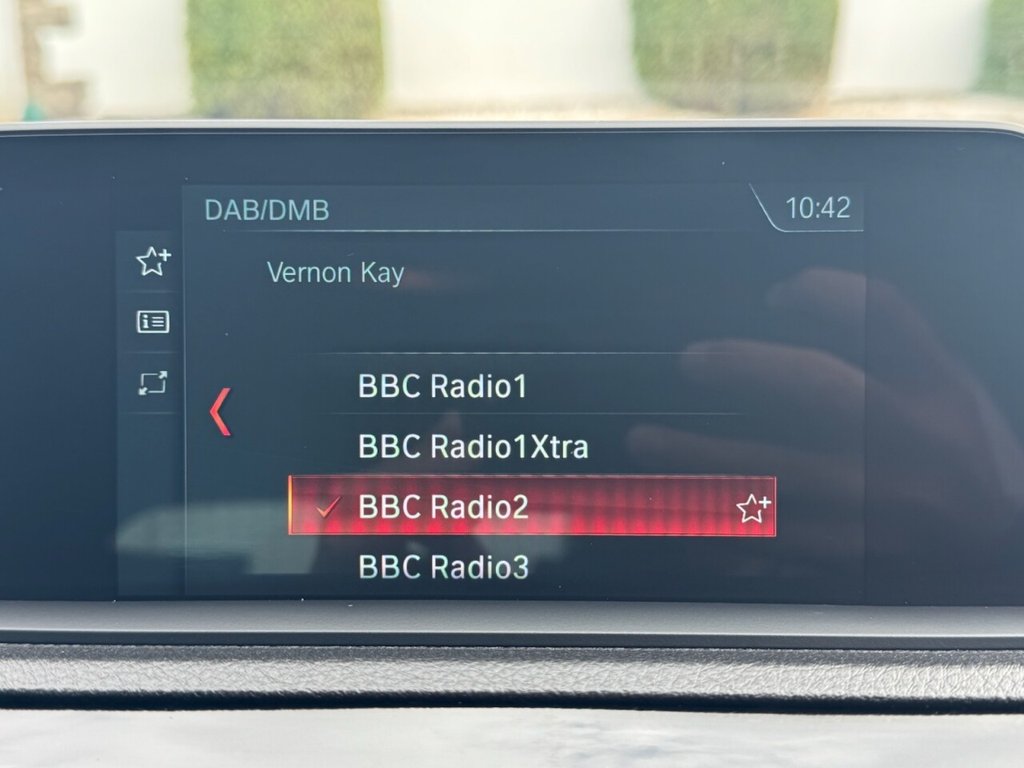 DAB/DMB
10:42
Vernon Kay
BBC Radio1
BBC Radio1Xtra
BBC Radio2
BBC Radio3